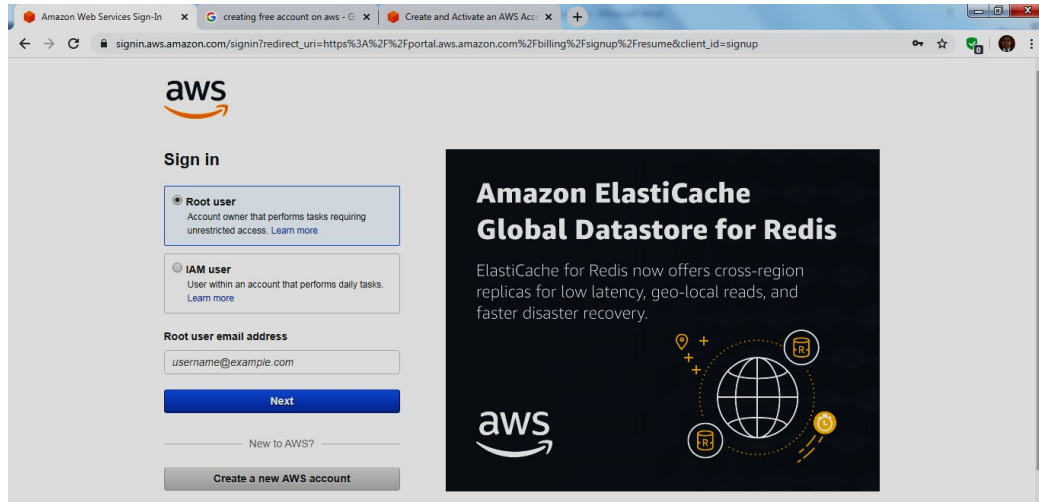 Amazon Web Services Sign-In
creating free account on aws - G
Create and Activate an AWS Acc
signin.aws.amazon.com/signin?redirect_uri=https%3A%2F%2Fportal.aws.amazon.com%2Fbilling%2Fsignup%2Fresume&client_id=signup
0
aws
Sign in
Root user
Account owner that performs tasks requiring
unrestricted access. Learn more
IAM user
User within an account that performs daily tasks.
Learn more
Root user email address
username@example.com
Next
New to AWS?
Create a new AWS account
Amazon ElastiCache
Global Datastore for Redis
ElastiCache for Redis now offers cross-region
replicas for low latency, geo-local reads, and
faster disaster recovery.
R
R
aws